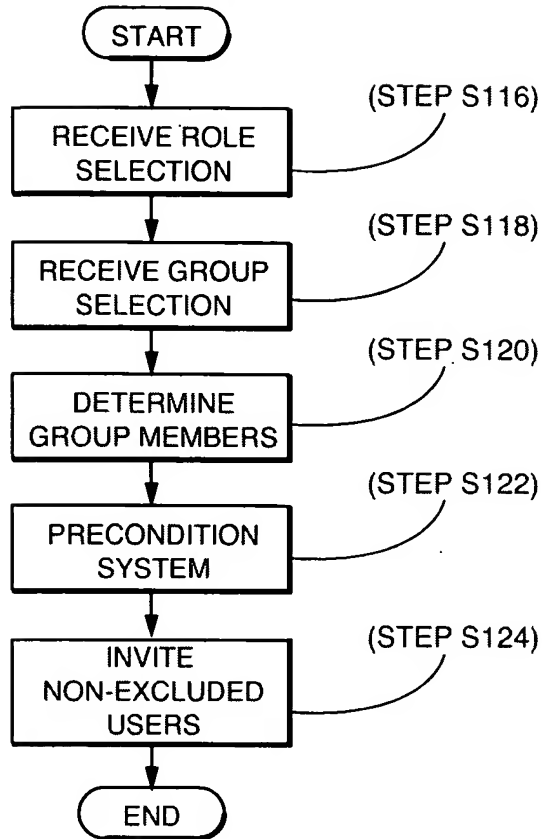 START
(STEP S116)
RECEIVE ROLE
SELECTION
(STEP S118)
RECEIVE GROUP
SELECTION
(STEP S120)
DETERMINE
GROUP MEMBERS
(STEP S122)
PRECONDITION
SYSTEM
(STEP S124)
INVITE
NON-EXCLUDED
USERS
END